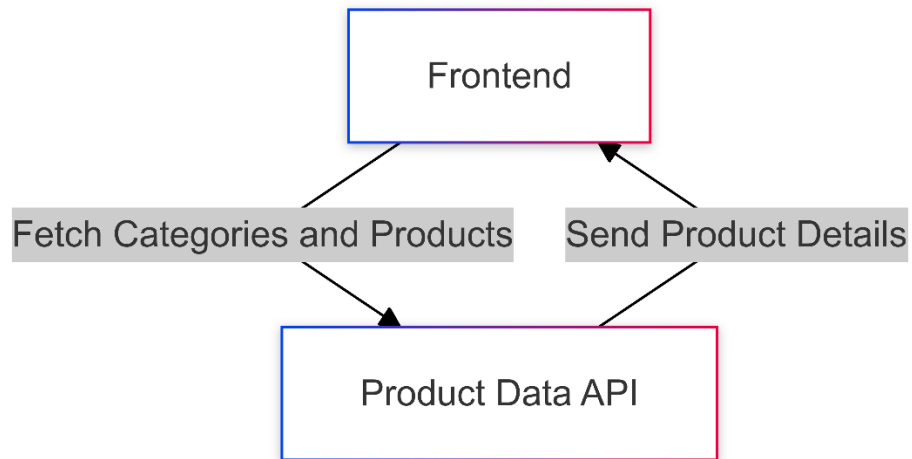 Frontend
Fetch Categories and Products
Send Product Details
Product Data API